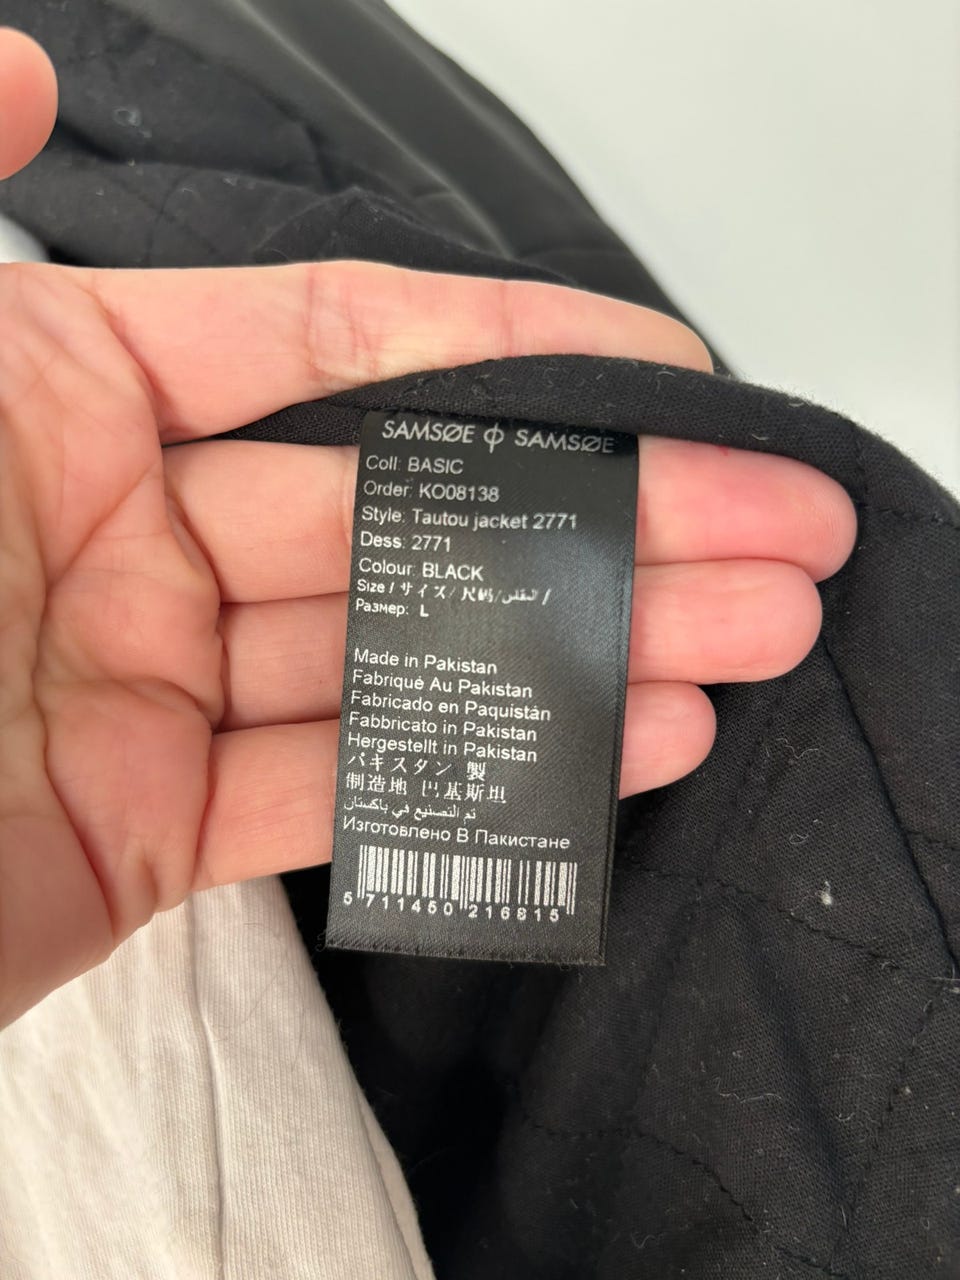 SAMSØE ϕ SAMSØE
Coll: BASIC
Order: KO08138
Style: Tautou jacket 2771
Dess: 2771
Colour: BLACK
Size / サイズ/ 尺码/المقاس /
Размер: L
Made in Pakistan
Fabriqué Au Pakistan
Fabricado en Paquistán
Fabbricato in Pakistan
Hergestellt in Pakistan
パキスタン 製
制造地 巴基斯坦
تم التصنيع في باكستان
Изготовлено В Пакистане
5 711450 216815